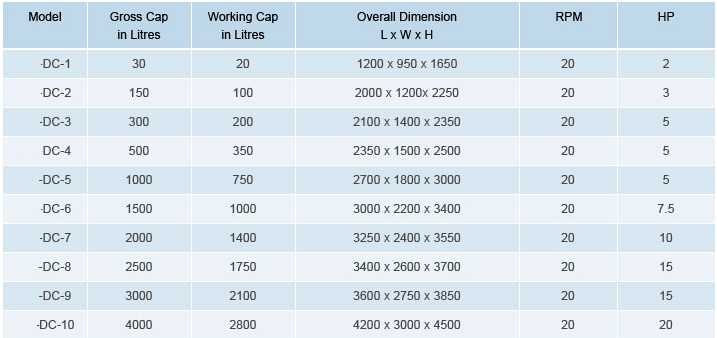 Model Gross Cap in Litres Working Cap in Litres Overall Dimension L x W x H RPM HP
·DC-1 30 20 1200 x 950 x 1650 20 2
·DC-2 150 100 2000 x 1200x 2250 20 3
-DC-3 300 200 2100 x 1400 x 2350 20 5
DC-4 500 350 2350 x 1500 x 2500 20 5
-DC-5 1000 750 2700 x 1800 x 3000 20 5
·DC-6 1500 1000 3000 x 2200 x 3400 20 7.5
·DC-7 2000 1400 3250 x 2400 x 3550 20 10
-DC-8 2500 1750 3400 x 2600 x 3700 20 15
-DC-9 3000 2100 3600 x 2750 x 3850 20 15
·DC-10 4000 2800 4200 x 3000 x 4500 20 20